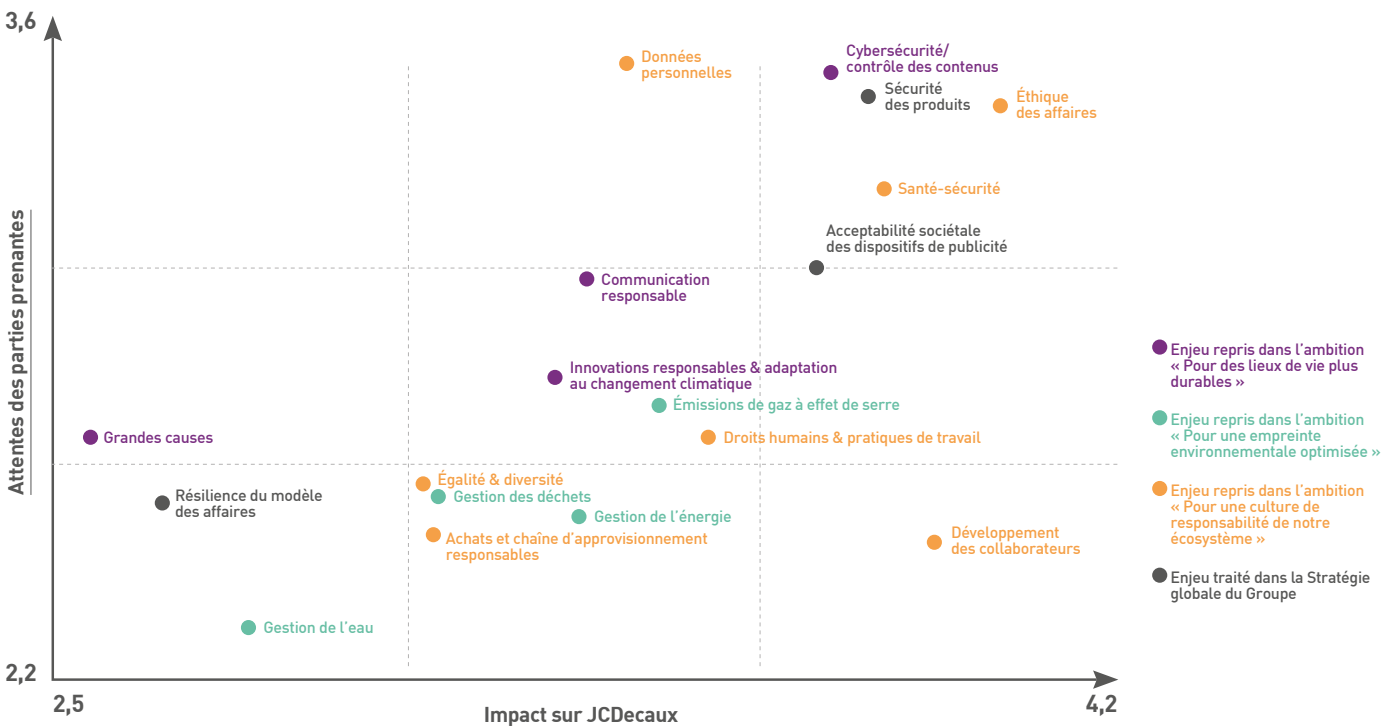 3,6
Données
personnelles
Cybersécurité/
contrôle des contenus
Sécurité
des produits
Éthique
des affaires
Santé-sécurité
Acceptabilité sociétale
des dispositifs de publicité
Communication
responsable
Innovations responsables & adaptation
au changement climatique
Émissions de gaz à effet de serre
Grandes causes
Droits humains & pratiques de travail
Égalité & diversité
Résilience du modèle
des affaires
Gestion des déchets
Gestion de l'énergie
Achats et chaîne d'approvisionnement
responsables
Développement
des collaborateurs
Gestion de l'eau
Attentes des parties prenantes
2,2
2,5
Impact sur JCDecaux
4,2
Enjeu repris dans l'ambition
« Pour des lieux de vie plus
durables »
Enjeu repris dans l'ambition
« Pour une empreinte
environnementale optimisée »
Enjeu repris dans l'ambition
« Pour une culture de
responsabilité de notre
écosystème »
Enjeu traité dans la Stratégie
globale du Groupe